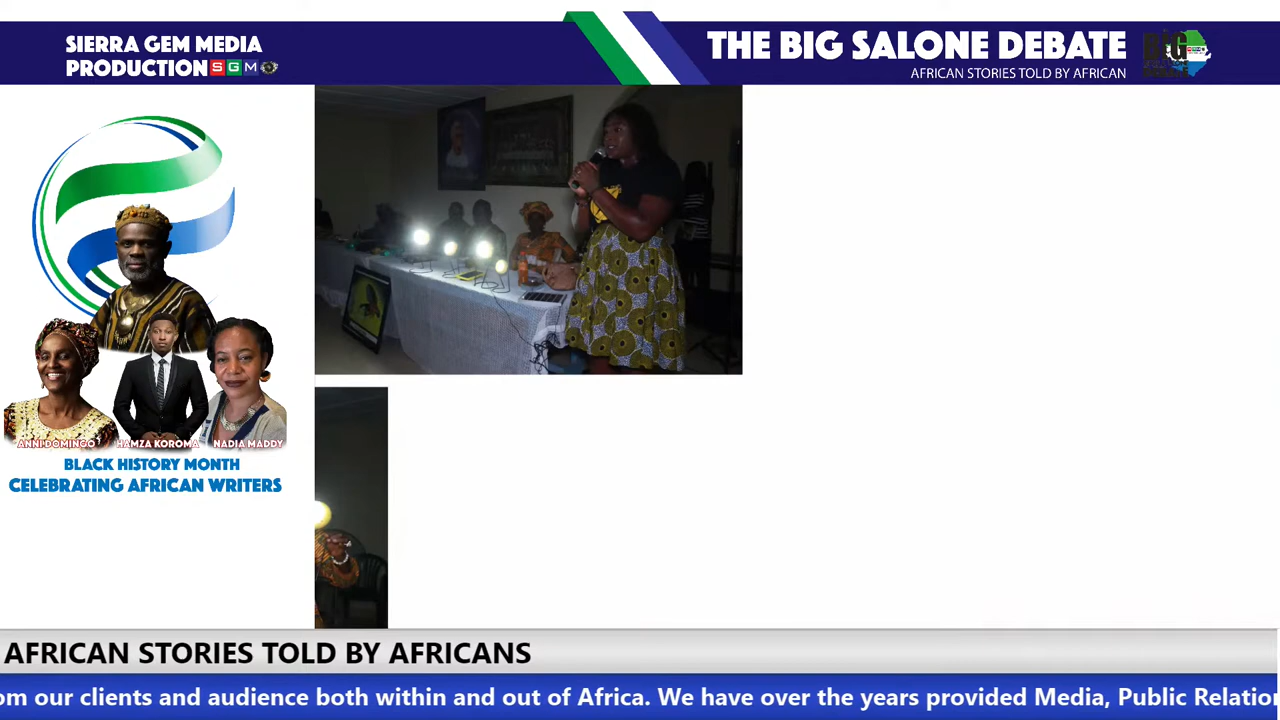 SIERRA GEM MEDIA
PRODUCTION SGM
THE BIG SALONE DEBATE
AFRICAN STORIES TOLD BY AFRICAN
BIG
ANNI DOMINGO
HAMZA KOROMA
NADIA MADDY
BLACK HISTORY MONTH
CELEBRATING AFRICAN WRITERS
AFRICAN STORIES TOLD BY AFRICANS
om our clients and audience both within and out of Africa. We have over the years provided Media, Public Relation